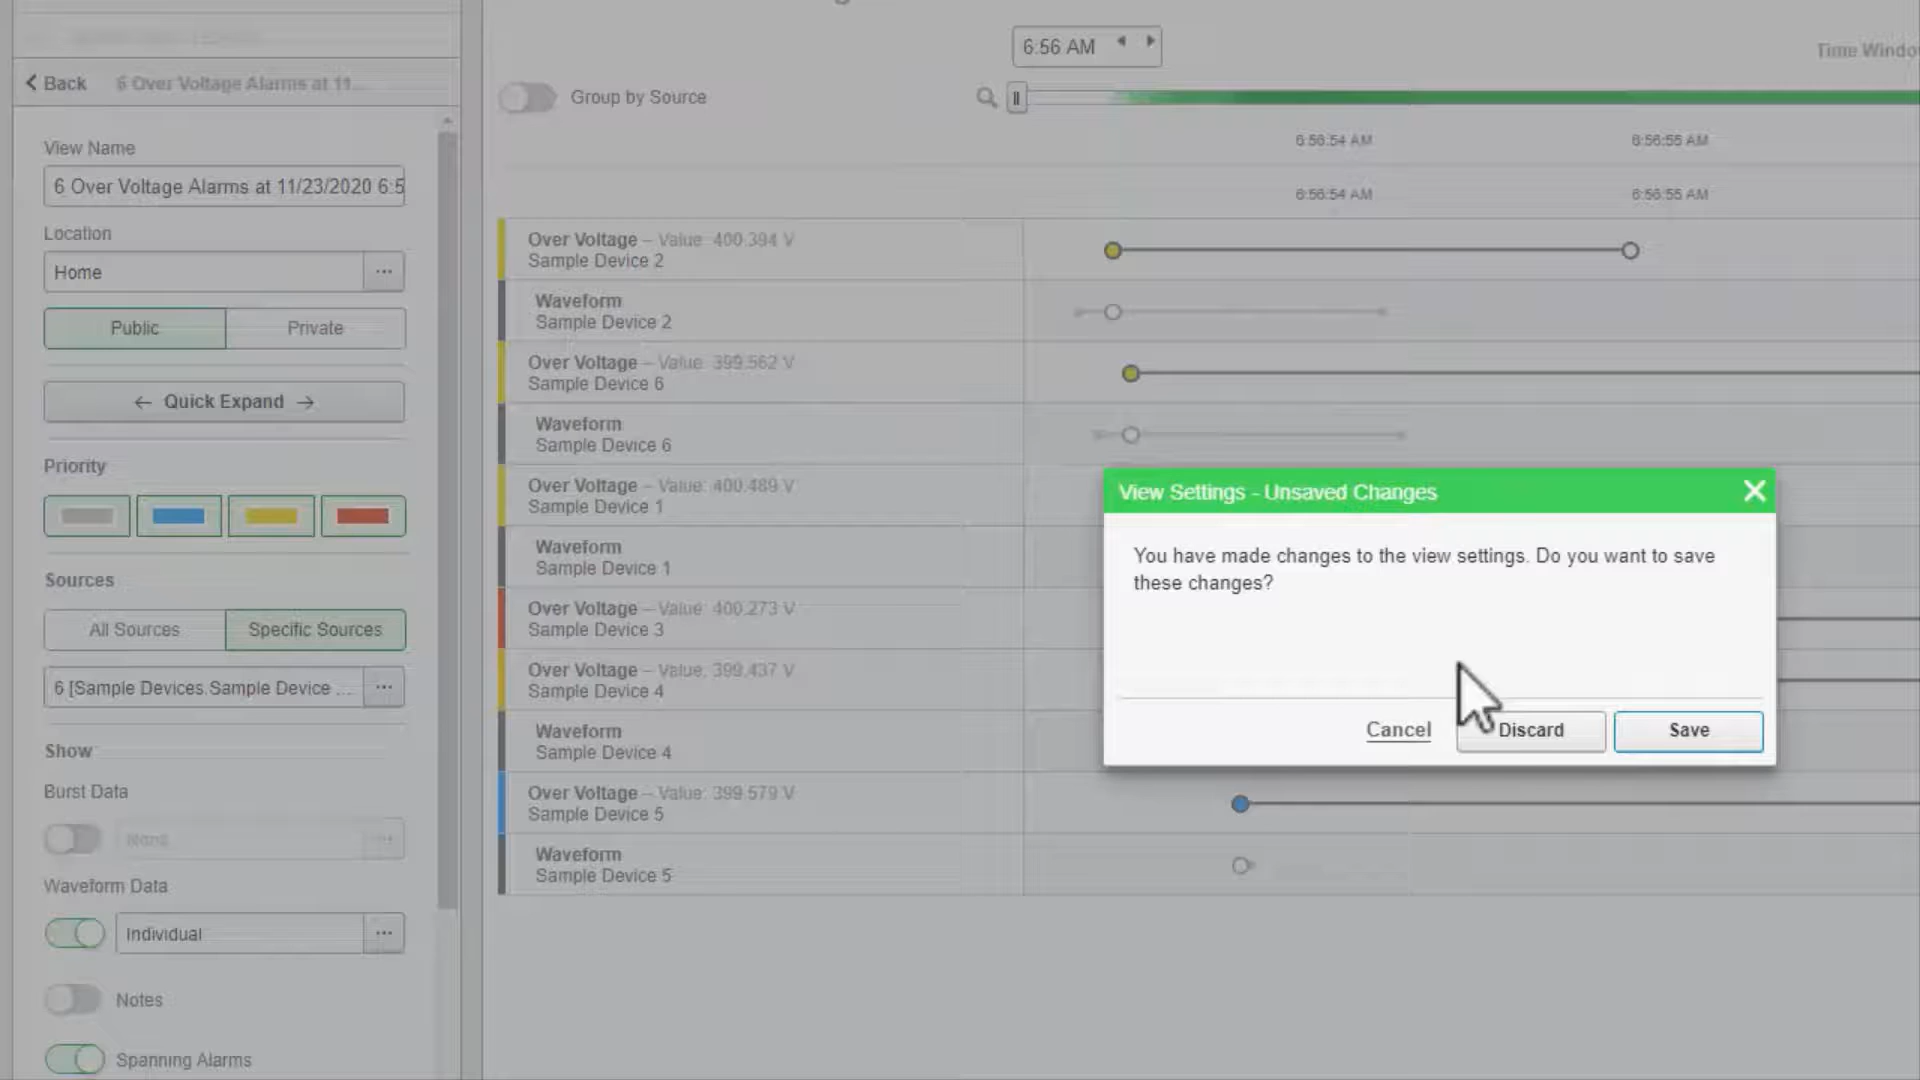 6:56 AM
Time Windo
Back
6 Over Voltage Alarms at 11...
Group by Source
6:56:54 AM
6:56:55 AM
6:56:54 AM
6:56:55 AM
View Name
6 Over Voltage Alarms at 11/23/2020 6:5
Location
Home
...
Public
Private
Quick Expand
Priority
Sources
All Sources
Specific Sources
6 [Sample Devices.Sample Device ...
...
Show
Burst Data
None
...
Waveform Data
Individual
...
Notes
Spanning Alarms
Over Voltage – Value: 400.394 V
Sample Device 2
Waveform
Sample Device 2
Over Voltage – Value: 399.562 V
Sample Device 6
Waveform
Sample Device 6
Over Voltage – Value: 400.489 V
Sample Device 1
Waveform
Sample Device 1
Over Voltage – Value: 400.273 V
Sample Device 3
Over Voltage – Value: 399.437 V
Sample Device 4
Waveform
Sample Device 4
Over Voltage – Value: 399.579 V
Sample Device 5
Waveform
Sample Device 5
View Settings - Unsaved Changes
You have made changes to the view settings. Do you want to save
these changes?
Cancel
Discard
Save